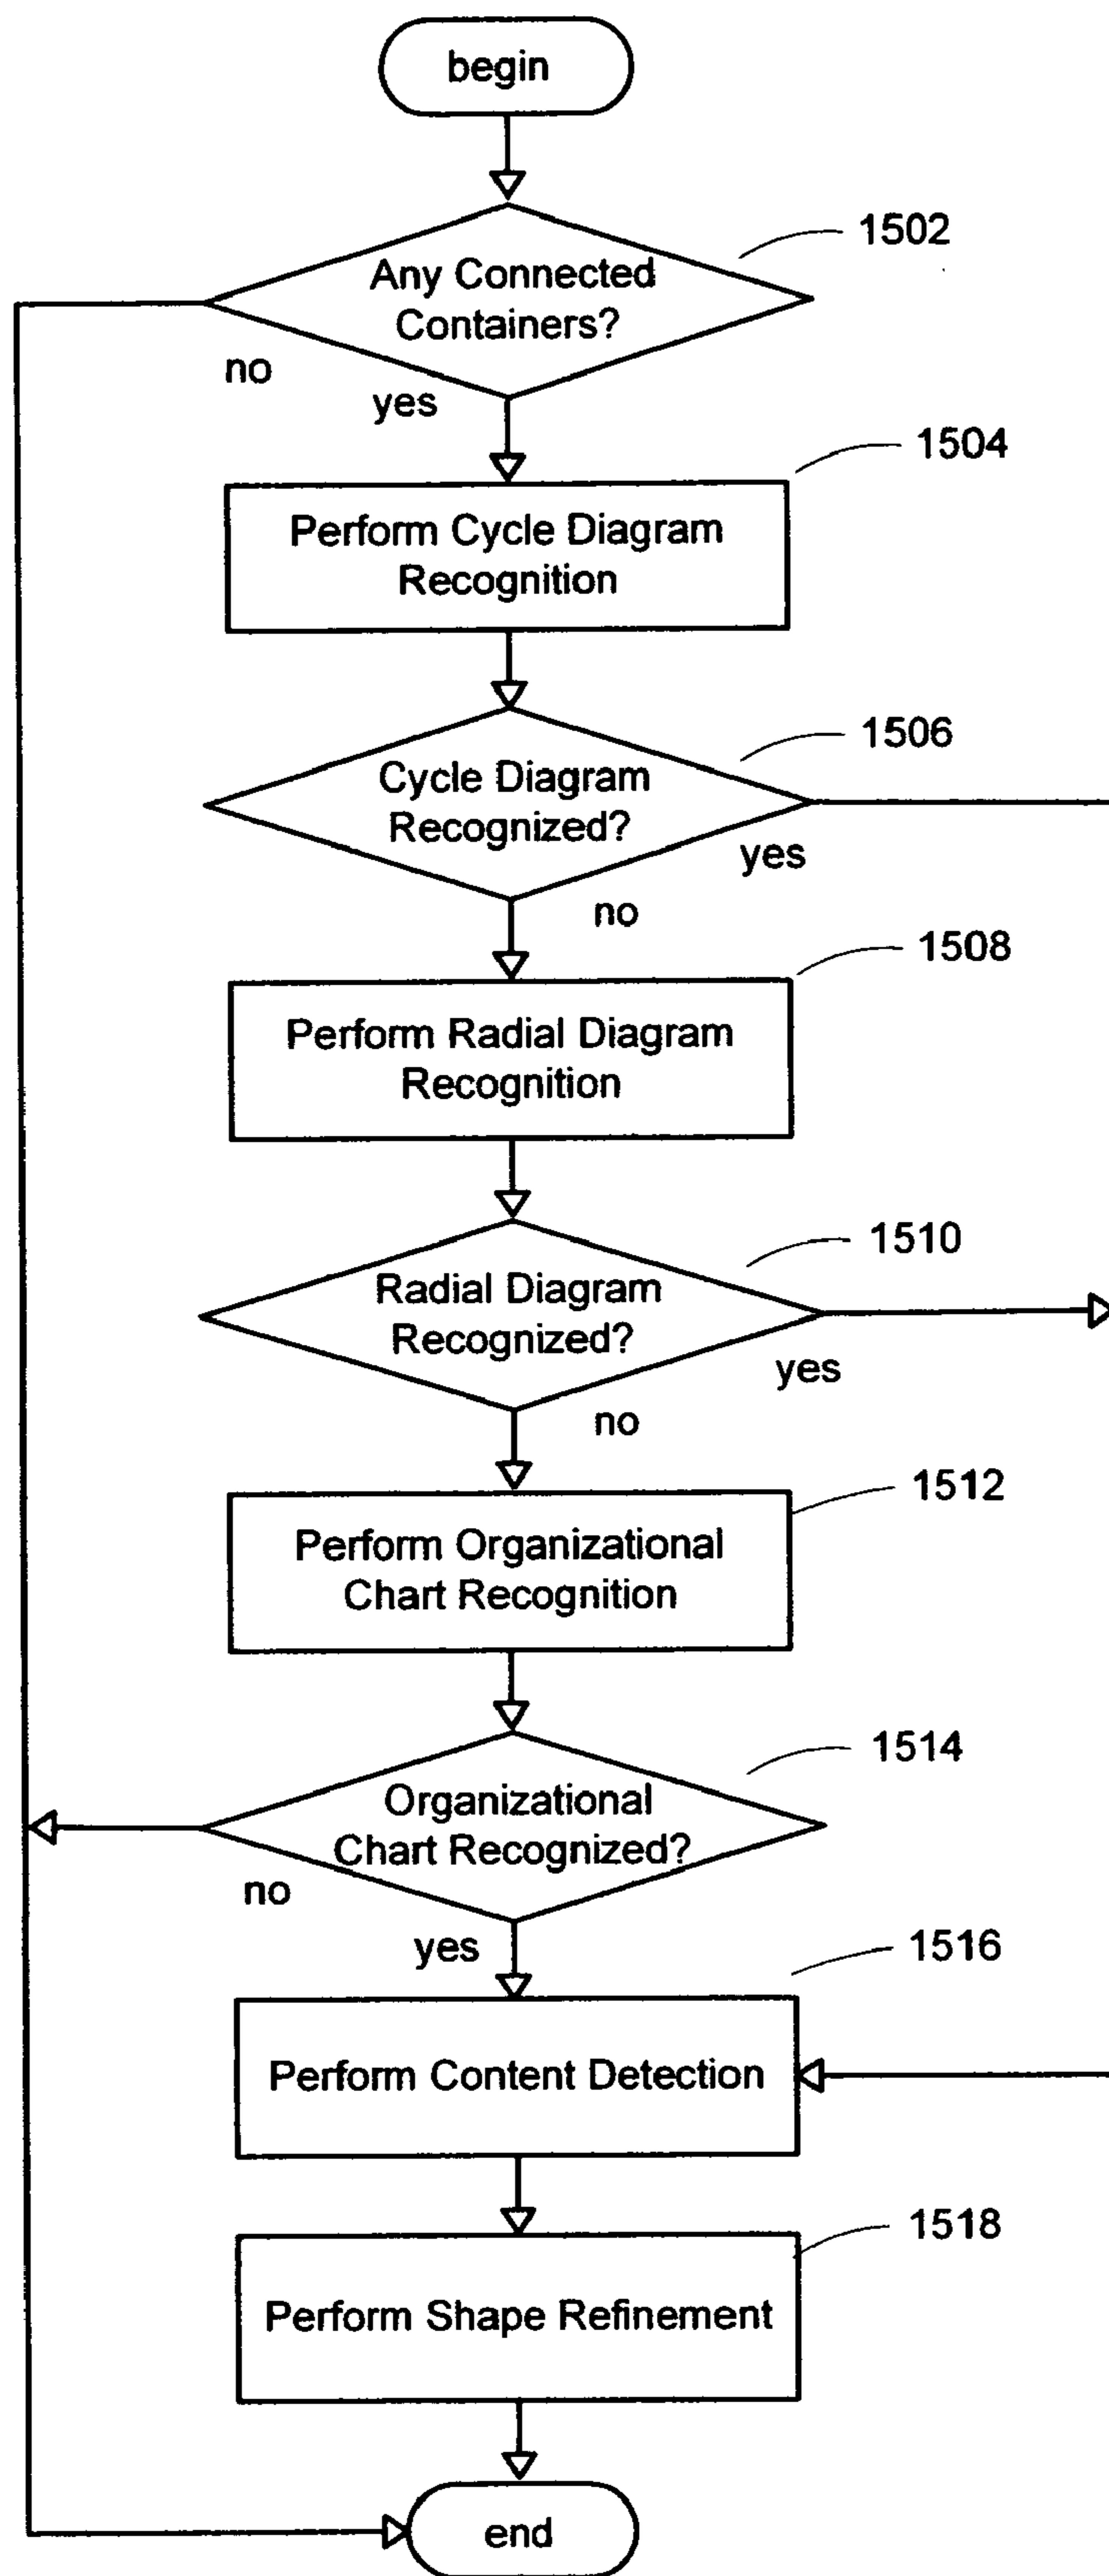 begin
1502
Any Connected
Containers?
no
yes
1504
Perform Cycle Diagram
Recognition
1506
Cycle Diagram
Recognized?
yes
no
1508
Perform Radial Diagram
Recognition
1510
Radial Diagram
Recognized?
yes
no
1512
Perform Organizational
Chart Recognition
1514
Organizational
Chart Recognized?
no
yes
1516
Perform Content Detection
1518
Perform Shape Refinement
end